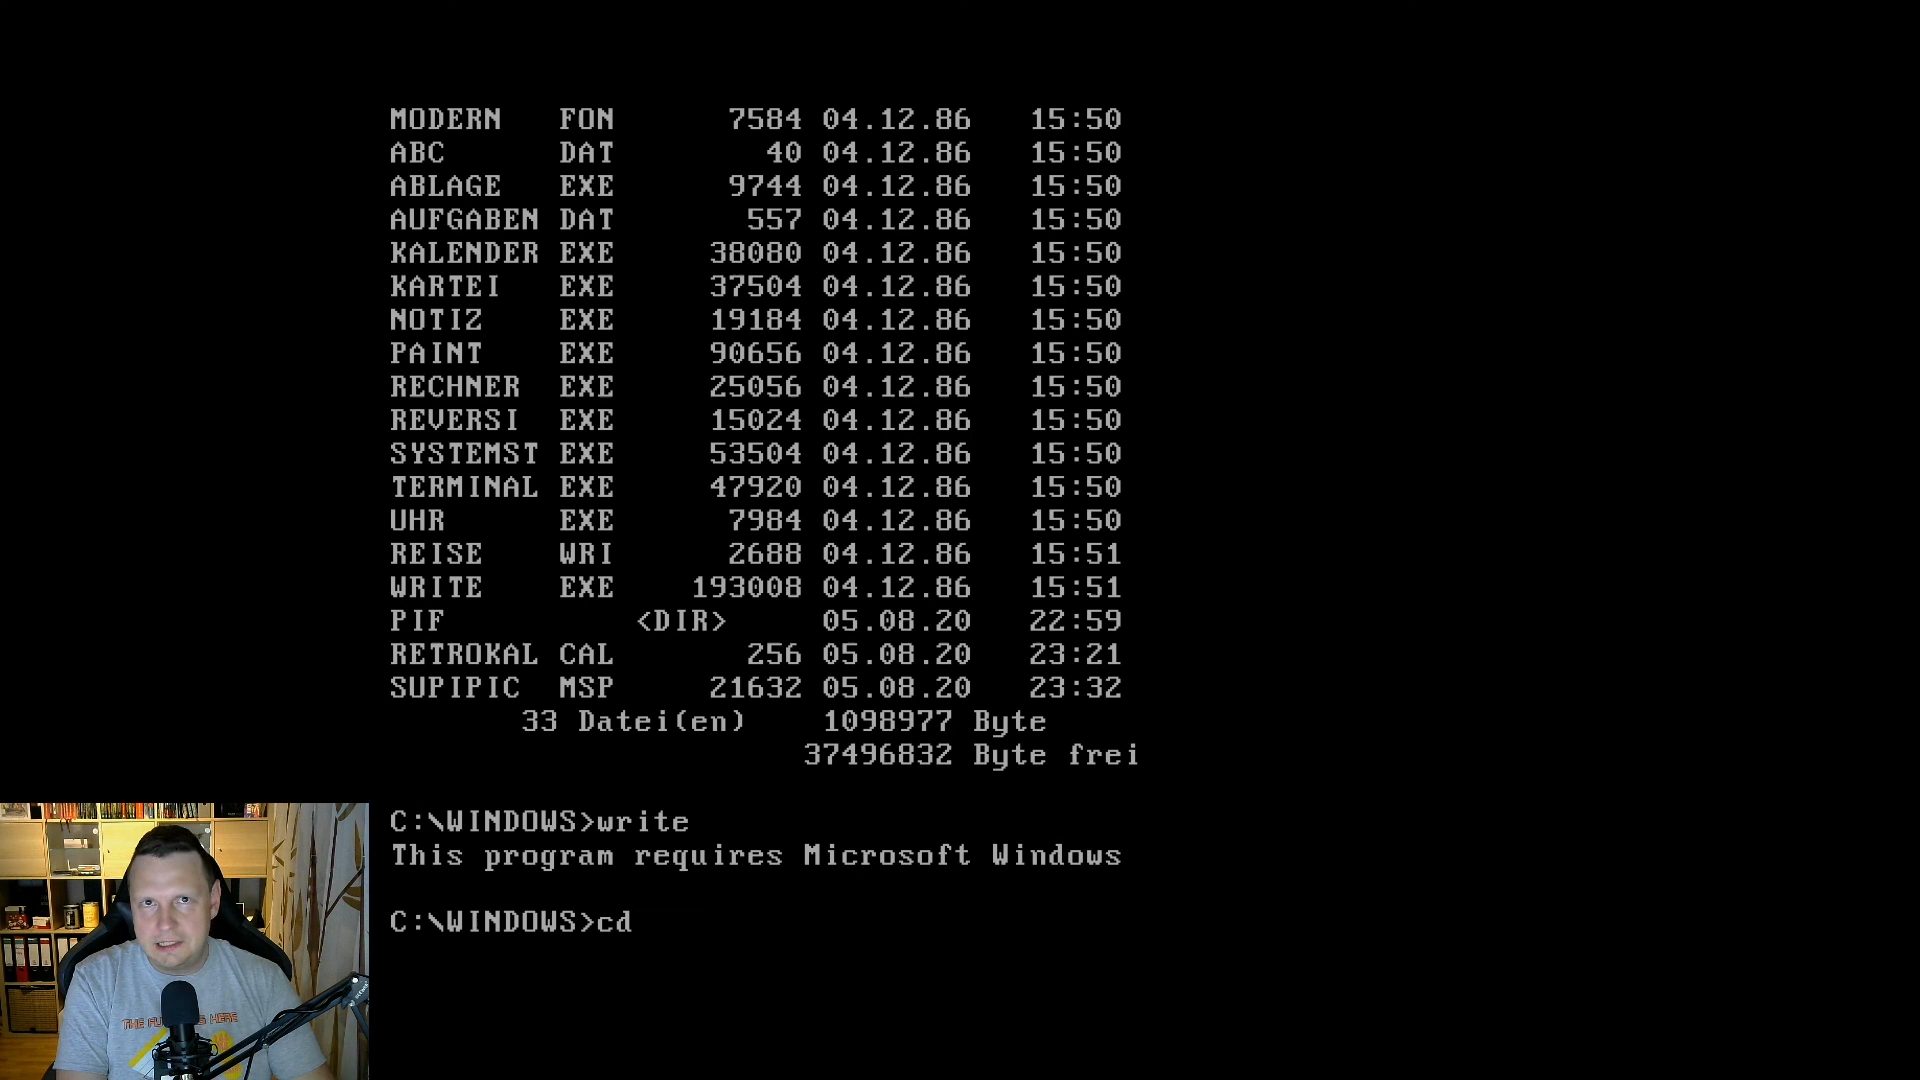 MODERN FON 7584 04.12.86 15:50
ABC DAT 40 04.12.86 15:50
ABLAGE EXE 9744 04.12.86 15:50
AUFGABEN DAT 557 04.12.86 15:50
KALENDER EXE 38080 04.12.86 15:50
KARTEI EXE 37504 04.12.86 15:50
NOTIZ EXE 19184 04.12.86 15:50
PAINT EXE 90656 04.12.86 15:50
RECHNER EXE 25056 04.12.86 15:50
REVERSI EXE 15024 04.12.86 15:50
SYSTEMST EXE 53504 04.12.86 15:50
TERMINAL EXE 47920 04.12.86 15:50
UHR EXE 7984 04.12.86 15:50
REISE WRI 2688 04.12.86 15:51
WRITE EXE 193008 04.12.86 15:51
PIF <DIR> 05.08.20 22:59
RETROKAL CAL 256 05.08.20 23:21
SUPIPIC MSP 21632 05.08.20 23:32
33 Datei(en) 1098977 Byte
37496832 Byte frei
C:\WINDOWS>write
This program requires Microsoft Windows
C:\WINDOWS>cd
THE HERE